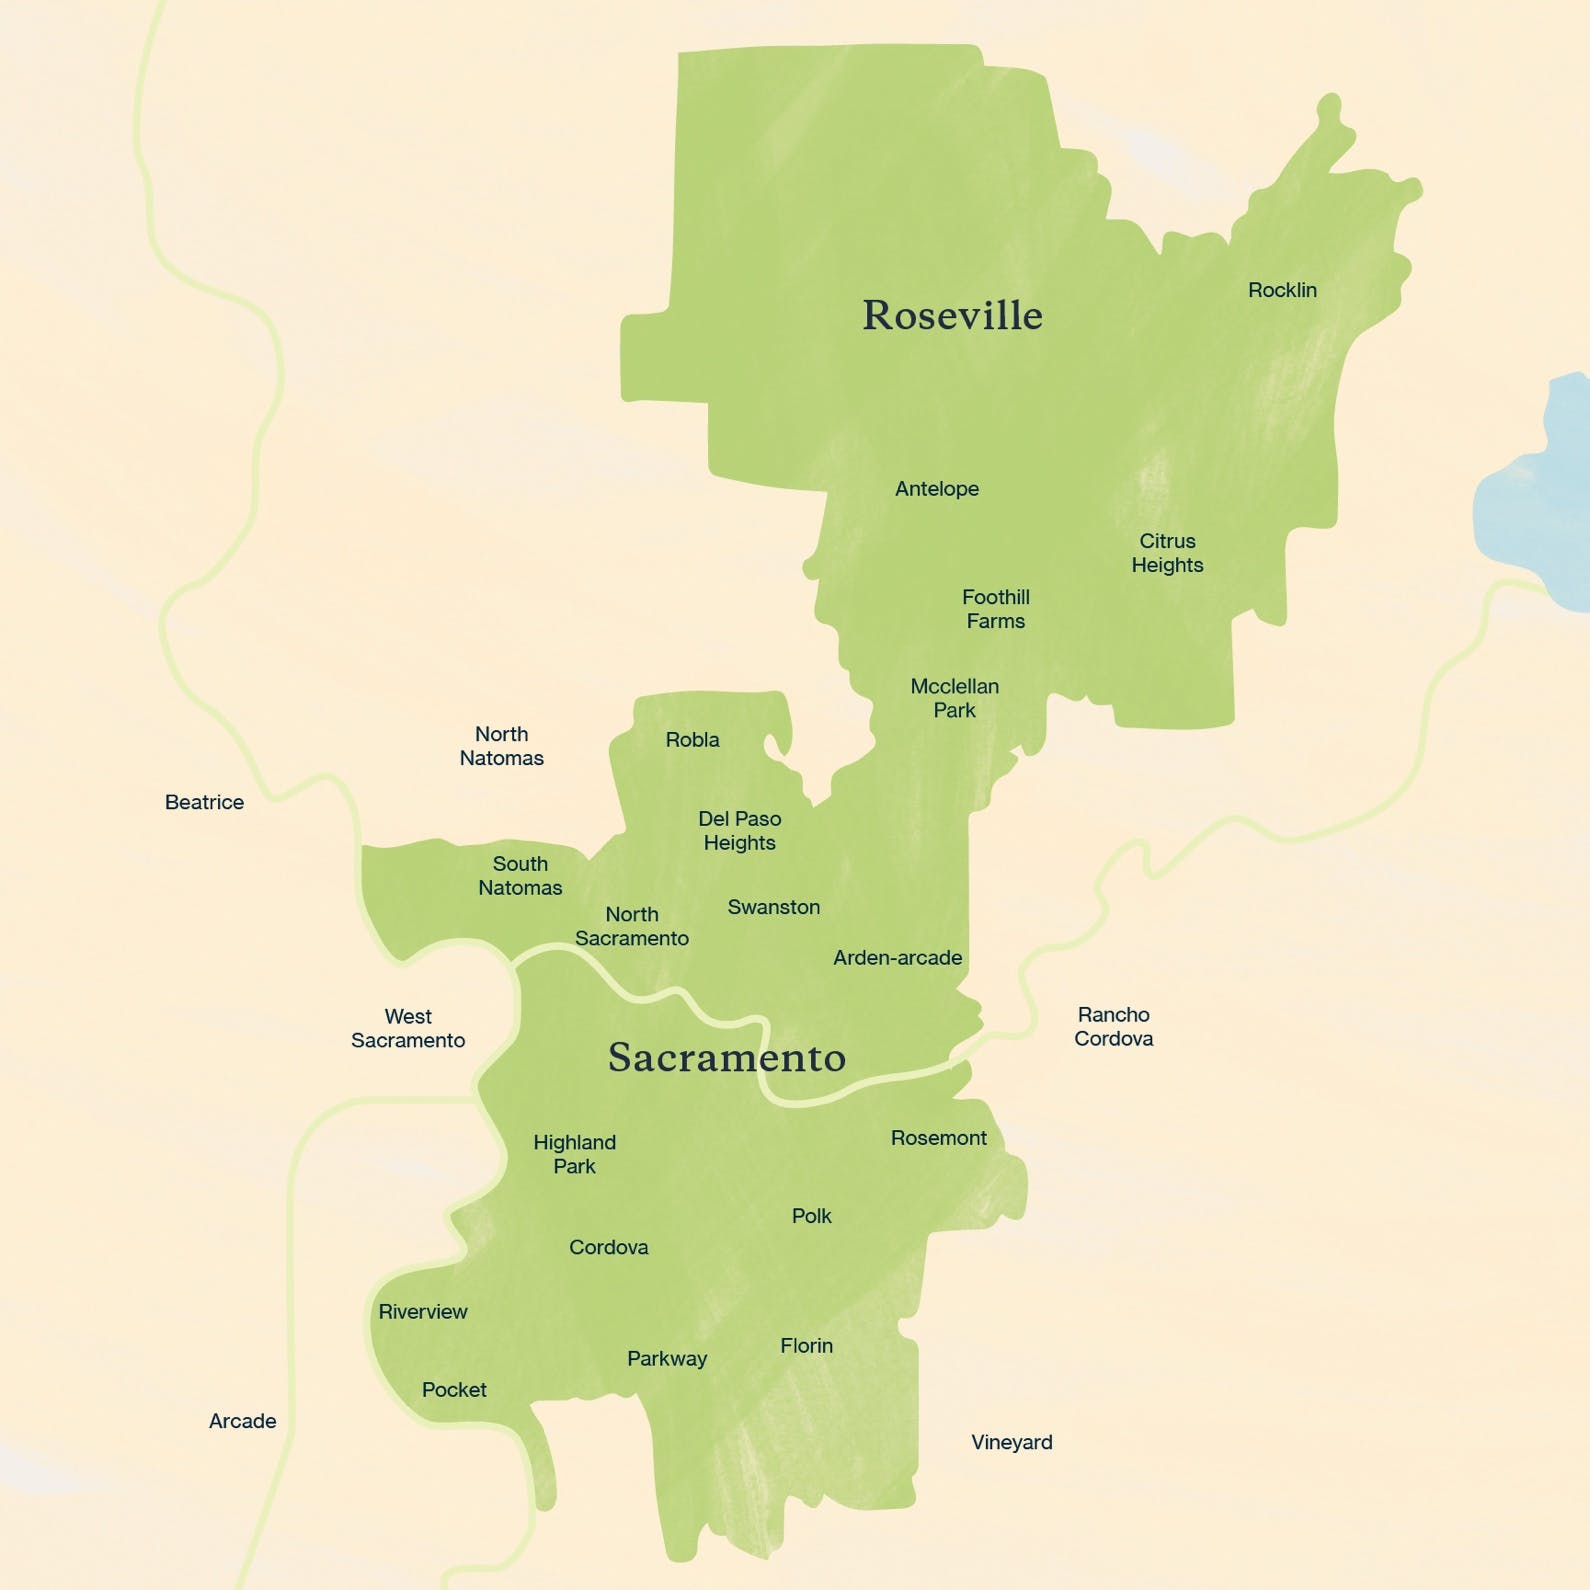 Rocklin
Roseville
Antelope
Citrus
Heights
Foothill
Farms
Mcclellan
Park
North
Natomas
Robla
Beatrice
Del Paso
Heights
South
Natomas
North
Sacramento
Swanston
Arden-arcade
West
Sacramento
Rancho
Cordova
Sacramento
Highland
Park
Rosemont
Polk
Cordova
Riverview
Parkway
Florin
Pocket
Arcade
Vineyard